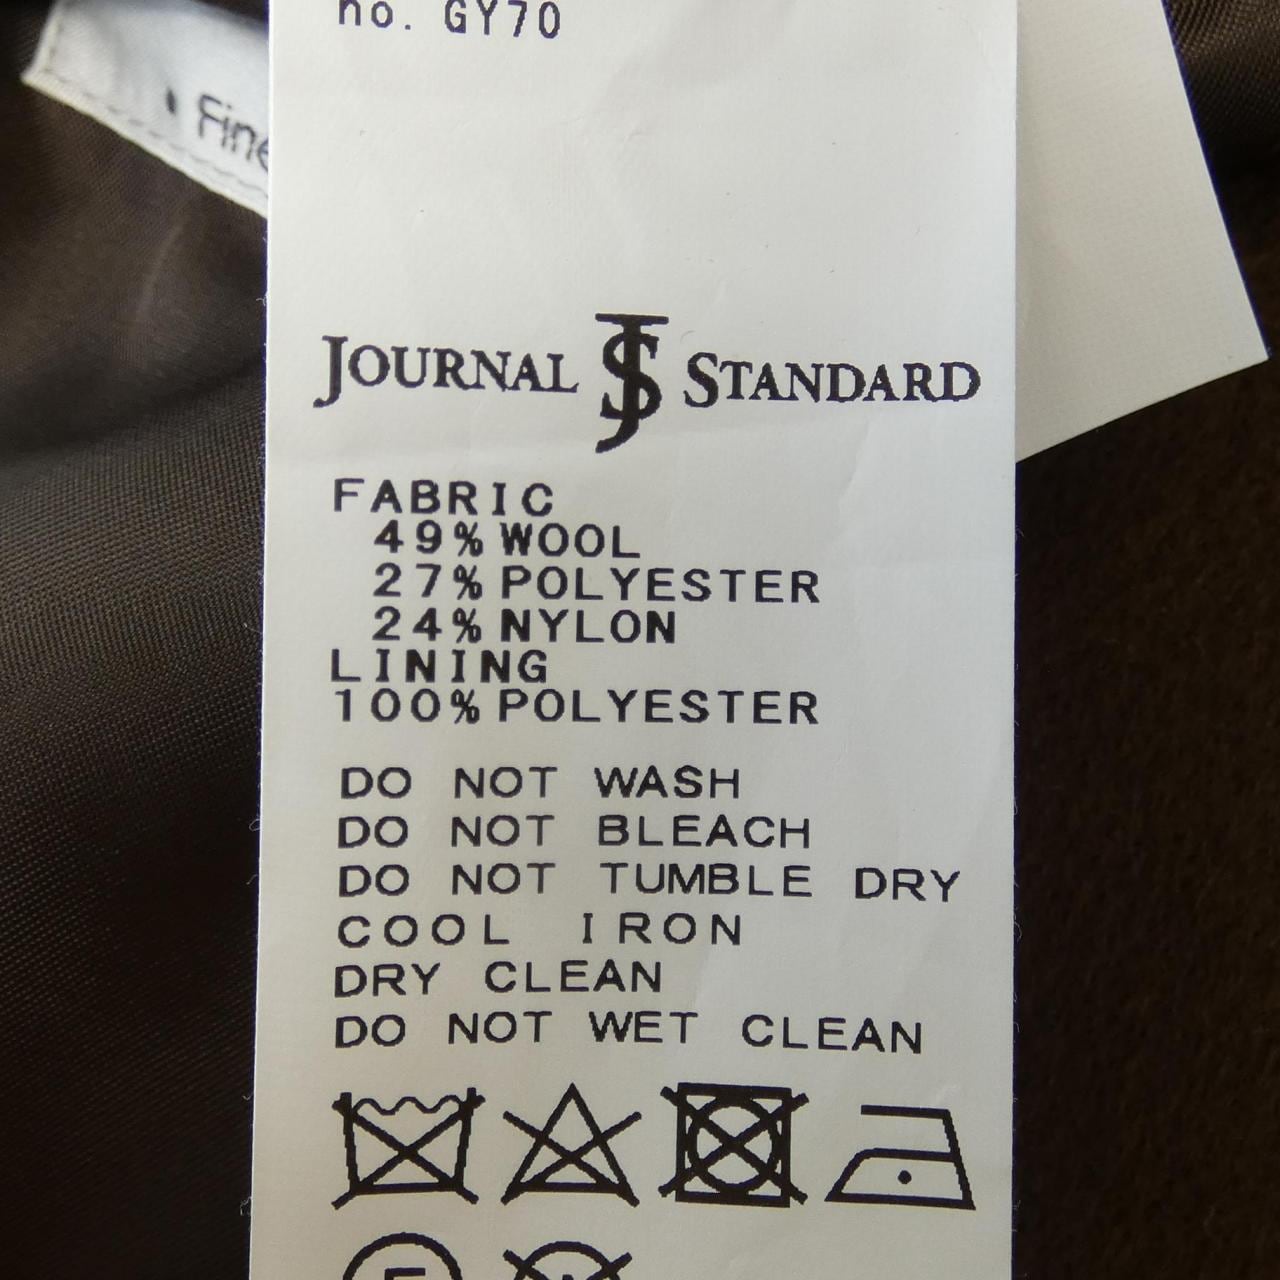 no. GY70
Fine
JOURNAL JS STANDARD
FABRIC
49% WOOL
27% POLYESTER
24% NYLON
LINING
100% POLYESTER
DO NOT WASH
DO NOT BLEACH
DO NOT TUMBLE DRY
COOL IRON
DRY CLEAN
DO NOT WET CLEAN